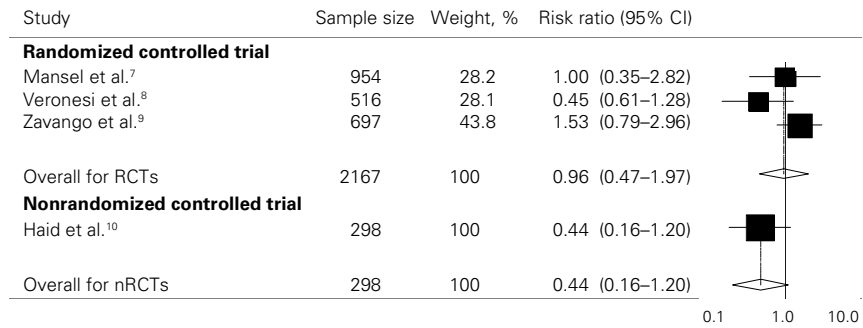 Study Sample size Weight, % Risk ratio (95% CI)
Randomized controlled trial
Mansel et al.⁷ 954 28.2 1.00 (0.35–2.82)
Veronesi et al.⁸ 516 28.1 0.45 (0.61–1.28)
Zavango et al.⁹ 697 43.8 1.53 (0.79–2.96)
Overall for RCTs 2167 100 0.96 (0.47–1.97)
Nonrandomized controlled trial
Haid et al.¹⁰ 298 100 0.44 (0.16–1.20)
Overall for nRCTs 298 100 0.44 (0.16–1.20)
0.1 1.0 10.0